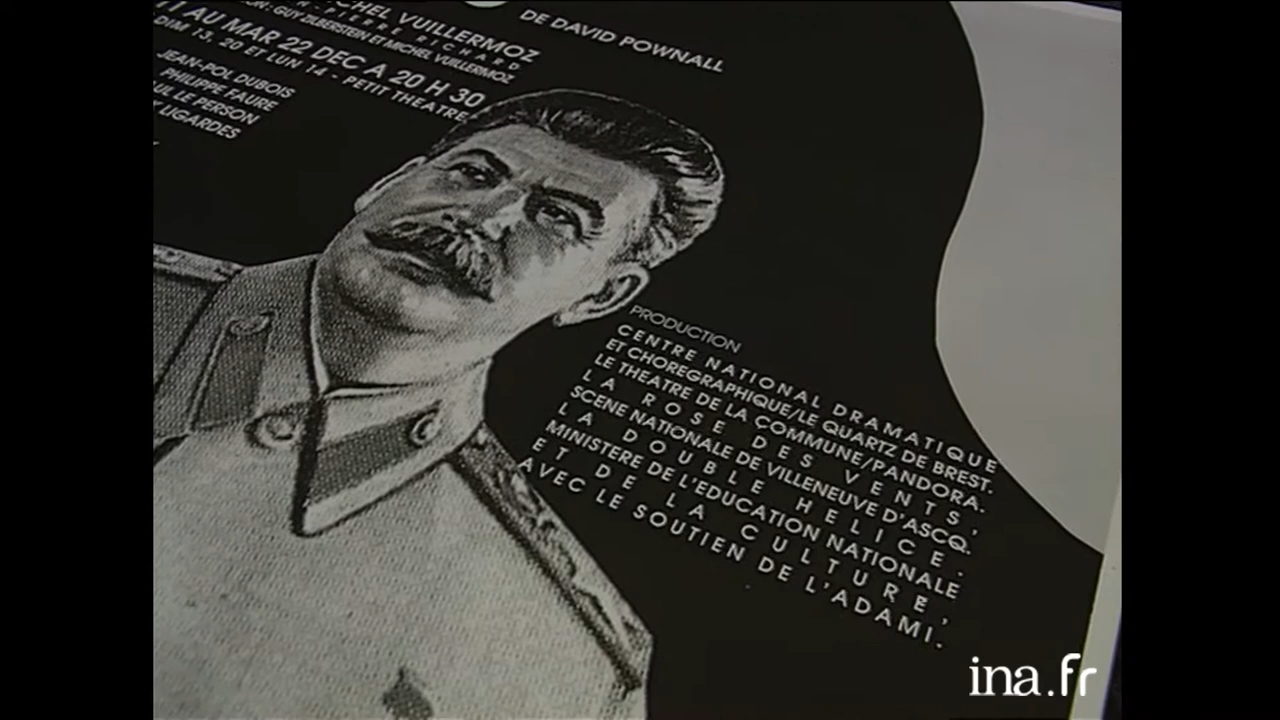 DE DAVID POWNALL
CHEL VUILLERMOZ
PIERRE RICHARD
GUY ZILBERSTEIN ET MICHEL VUILLERMOZ
11 AU MAR 22 DEC A 20 H 30
DIM 13, 20 ET LUN 14 - PETIT THEATRE
JEAN-POL DUBOIS
PHILIPPE FAURE
UL LE PERSON
LIGARDES
PRODUCTION
CENTRE NATIONAL DRAMATIQUE
ET CHOREGRAPHIQUE/LE QUARTZ DE BREST.
LE THEATRE DE LA COMMUNE/PANDORA.
LA ROSE DES VENTS,
SCENE NATIONALE DE VILLENEUVE D'ASCQ.
LA DOUBLE HELICE.
MINISTERE DE L'EDUCATION NATIONALE
ET DE LA CULTURE,
AVEC LE SOUTIEN DE L'ADAMI.
ina.fr